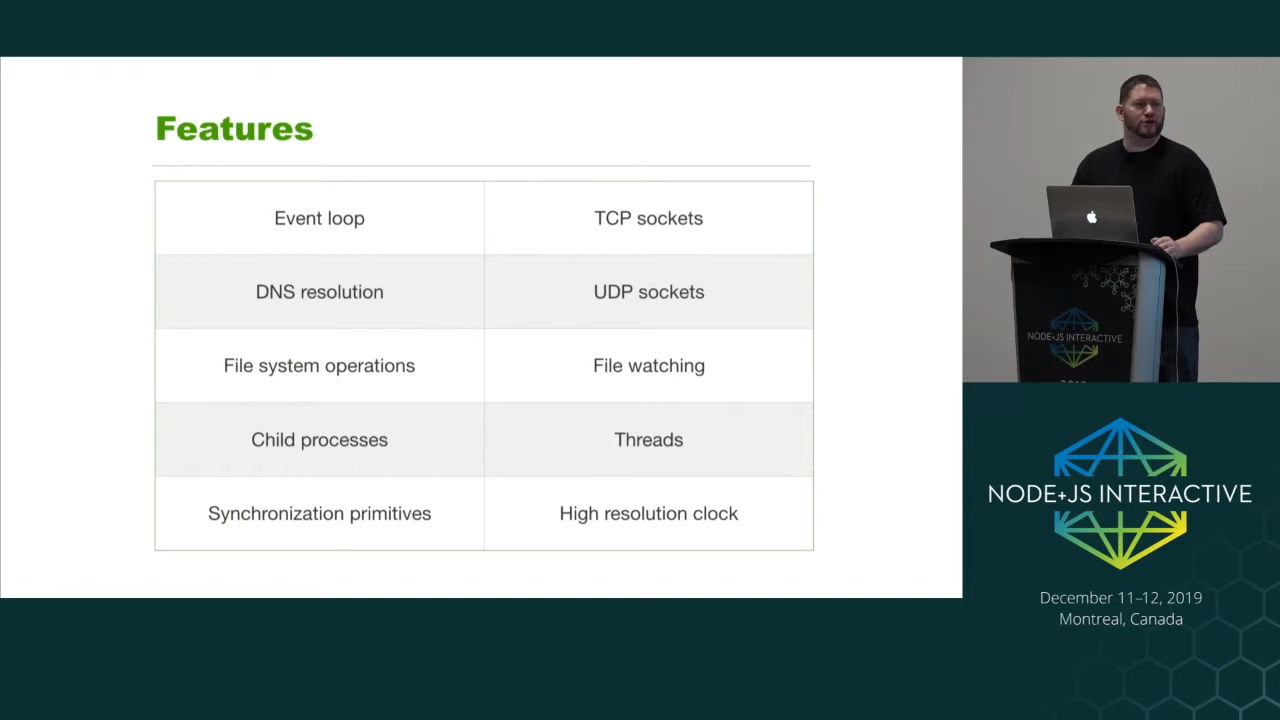 Features
Event loop
TCP sockets
DNS resolution
UDP sockets
File system operations
File watching
Child processes
Threads
Synchronization primitives
High resolution clock
NODE+JS INTERACTIVE
NODE+JS INTERACTIVE
December 11–12, 2019
Montreal, Canada